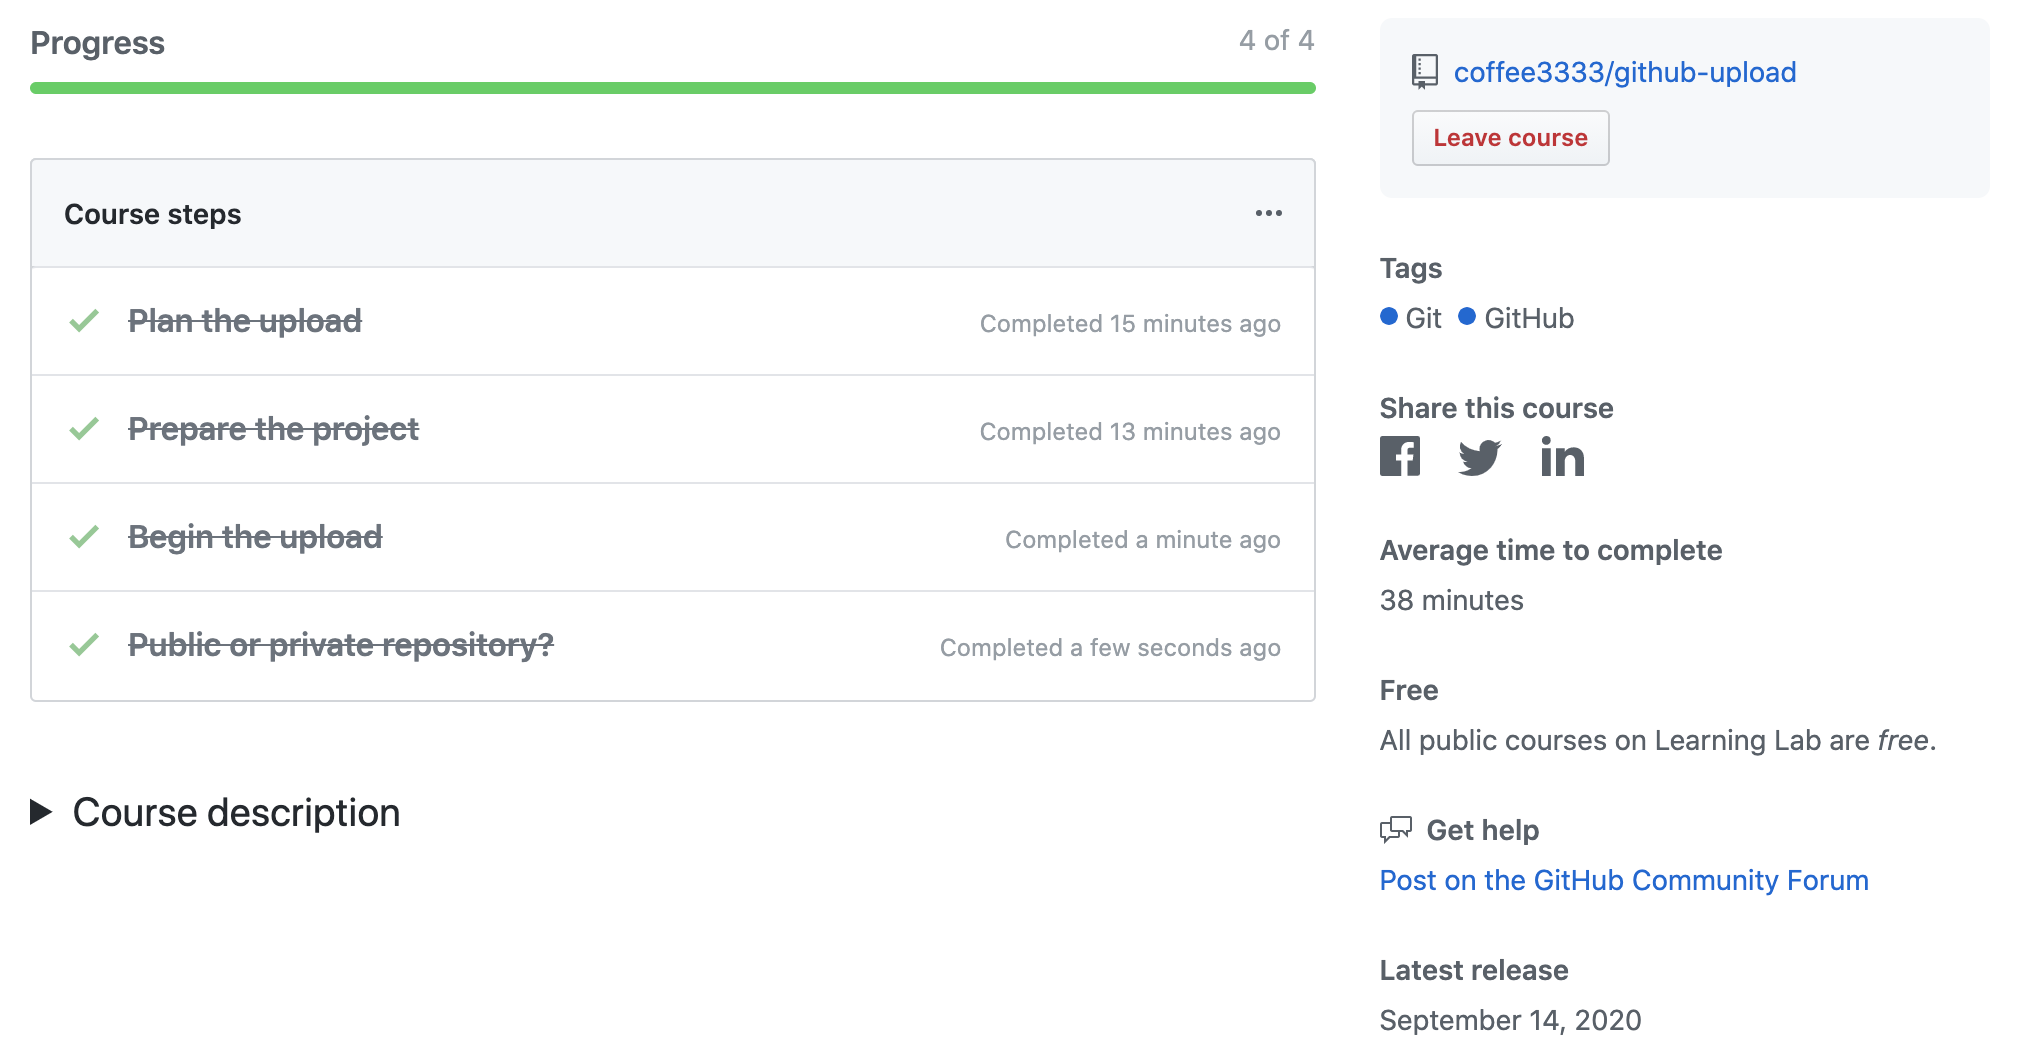 Progress
4 of 4
Course steps
Plan the upload
Completed 15 minutes ago
Prepare the project
Completed 13 minutes ago
Begin the upload
Completed a minute ago
Public or private repository?
Completed a few seconds ago
Course description
coffee3333/github-upload
Leave course
Tags
Git GitHub
Share this course
Average time to complete
38 minutes
Free
All public courses on Learning Lab are free.
Get help
Post on the GitHub Community Forum
Latest release
September 14, 2020